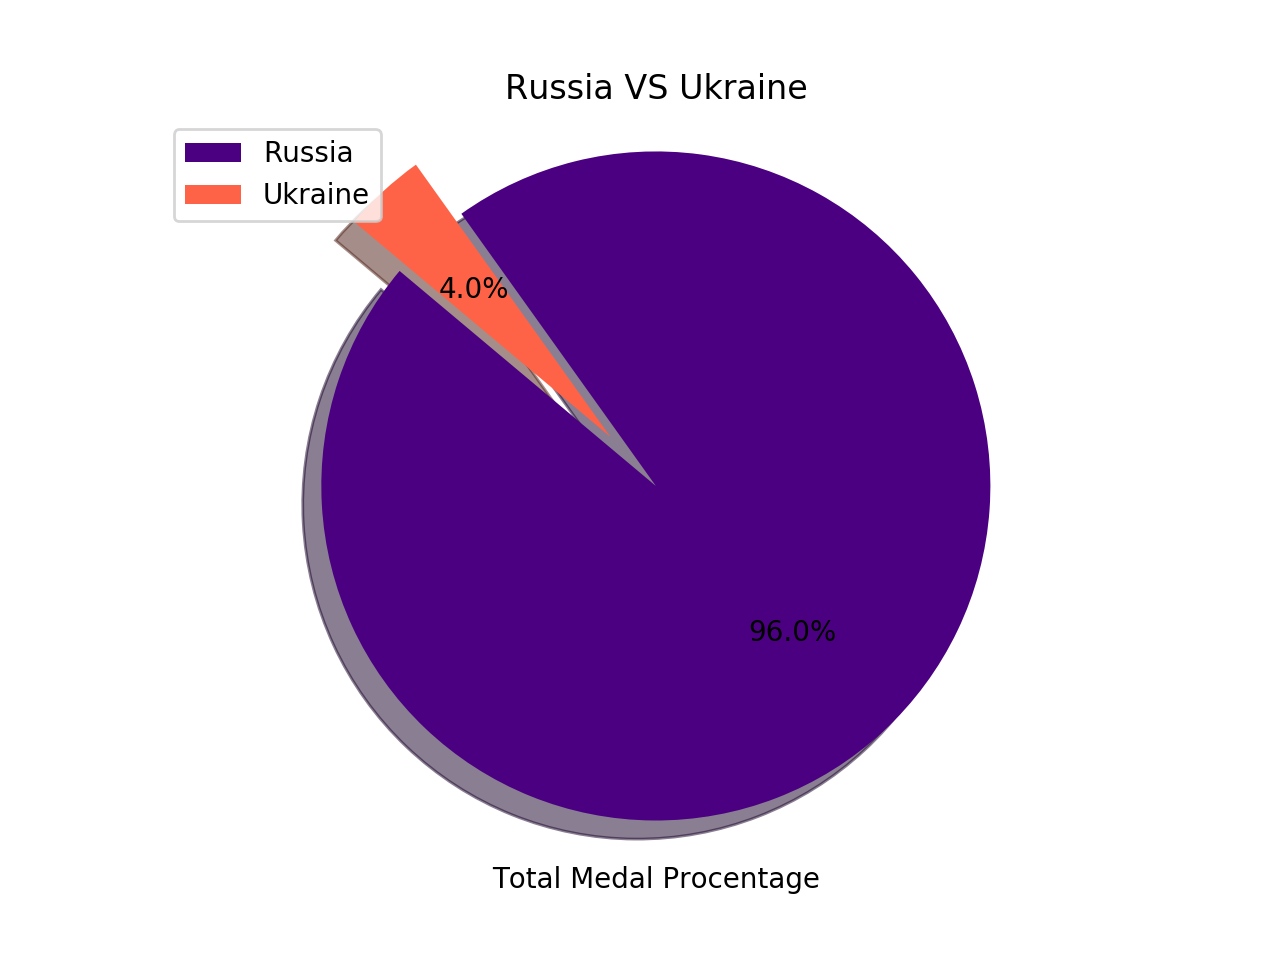 Russia VS Ukraine
Russia
Ukraine
4.0%
96.0%
Total Medal Procentage